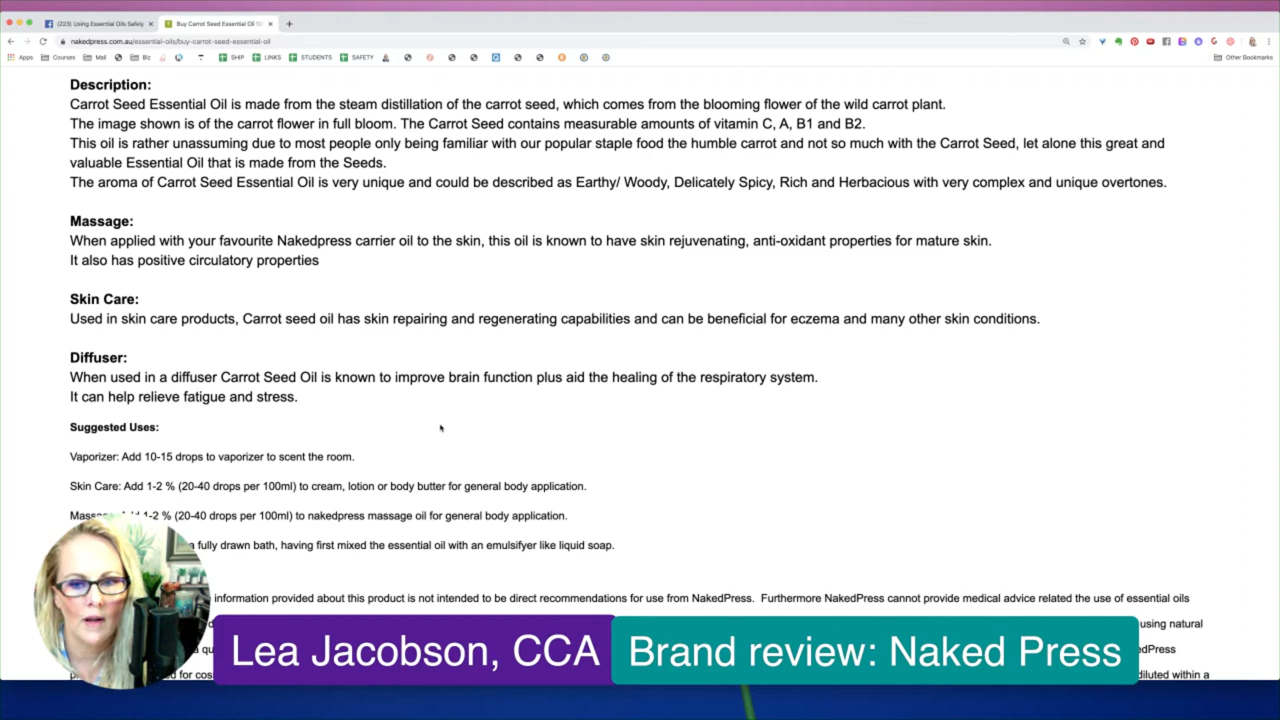 (223) Using Essential Oils Safely
Buy Carrot Seed Essential Oil
nakedpress.com.au/essential-oils/buy-carrot-seed-essential-oil
Apps Courses Mail Biz SHIP LINKS STUDENTS SAFETY Other Bookmarks
Description:
Carrot Seed Essential Oil is made from the steam distillation of the carrot seed, which comes from the blooming flower of the wild carrot plant.
The image shown is of the carrot flower in full bloom. The Carrot Seed contains measurable amounts of vitamin C, A, B1 and B2.
This oil is rather unassuming due to most people only being familiar with our popular staple food the humble carrot and not so much with the Carrot Seed, let alone this great and
valuable Essential Oil that is made from the Seeds.
The aroma of Carrot Seed Essential Oil is very unique and could be described as Earthy/ Woody, Delicately Spicy, Rich and Herbacious with very complex and unique overtones.
Massage:
When applied with your favourite Nakedpress carrier oil to the skin, this oil is known to have skin rejuvenating, anti-oxidant properties for mature skin.
It also has positive circulatory properties
Skin Care:
Used in skin care products, Carrot seed oil has skin repairing and regenerating capabilities and can be beneficial for eczema and many other skin conditions.
Diffuser:
When used in a diffuser Carrot Seed Oil is known to improve brain function plus aid the healing of the respiratory system.
It can help relieve fatigue and stress.
Suggested Uses:
Vaporizer: Add 10-15 drops to vaporizer to scent the room.
Skin Care: Add 1-2 % (20-40 drops per 100ml) to cream, lotion or body butter for general body application.
1-2 % (20-40 drops per 100ml) to nakedpress massage oil for general body application.
a fully drawn bath, having first mixed the essential oil with an emulsifyer like liquid soap.
information provided about this product is not intended to be direct recommendations for use from NakedPress. Furthermore NakedPress cannot provide medical advice related the use of essential oils
using natural
Lea Jacobson, CCA
Brand review: Naked Press
diluted within a